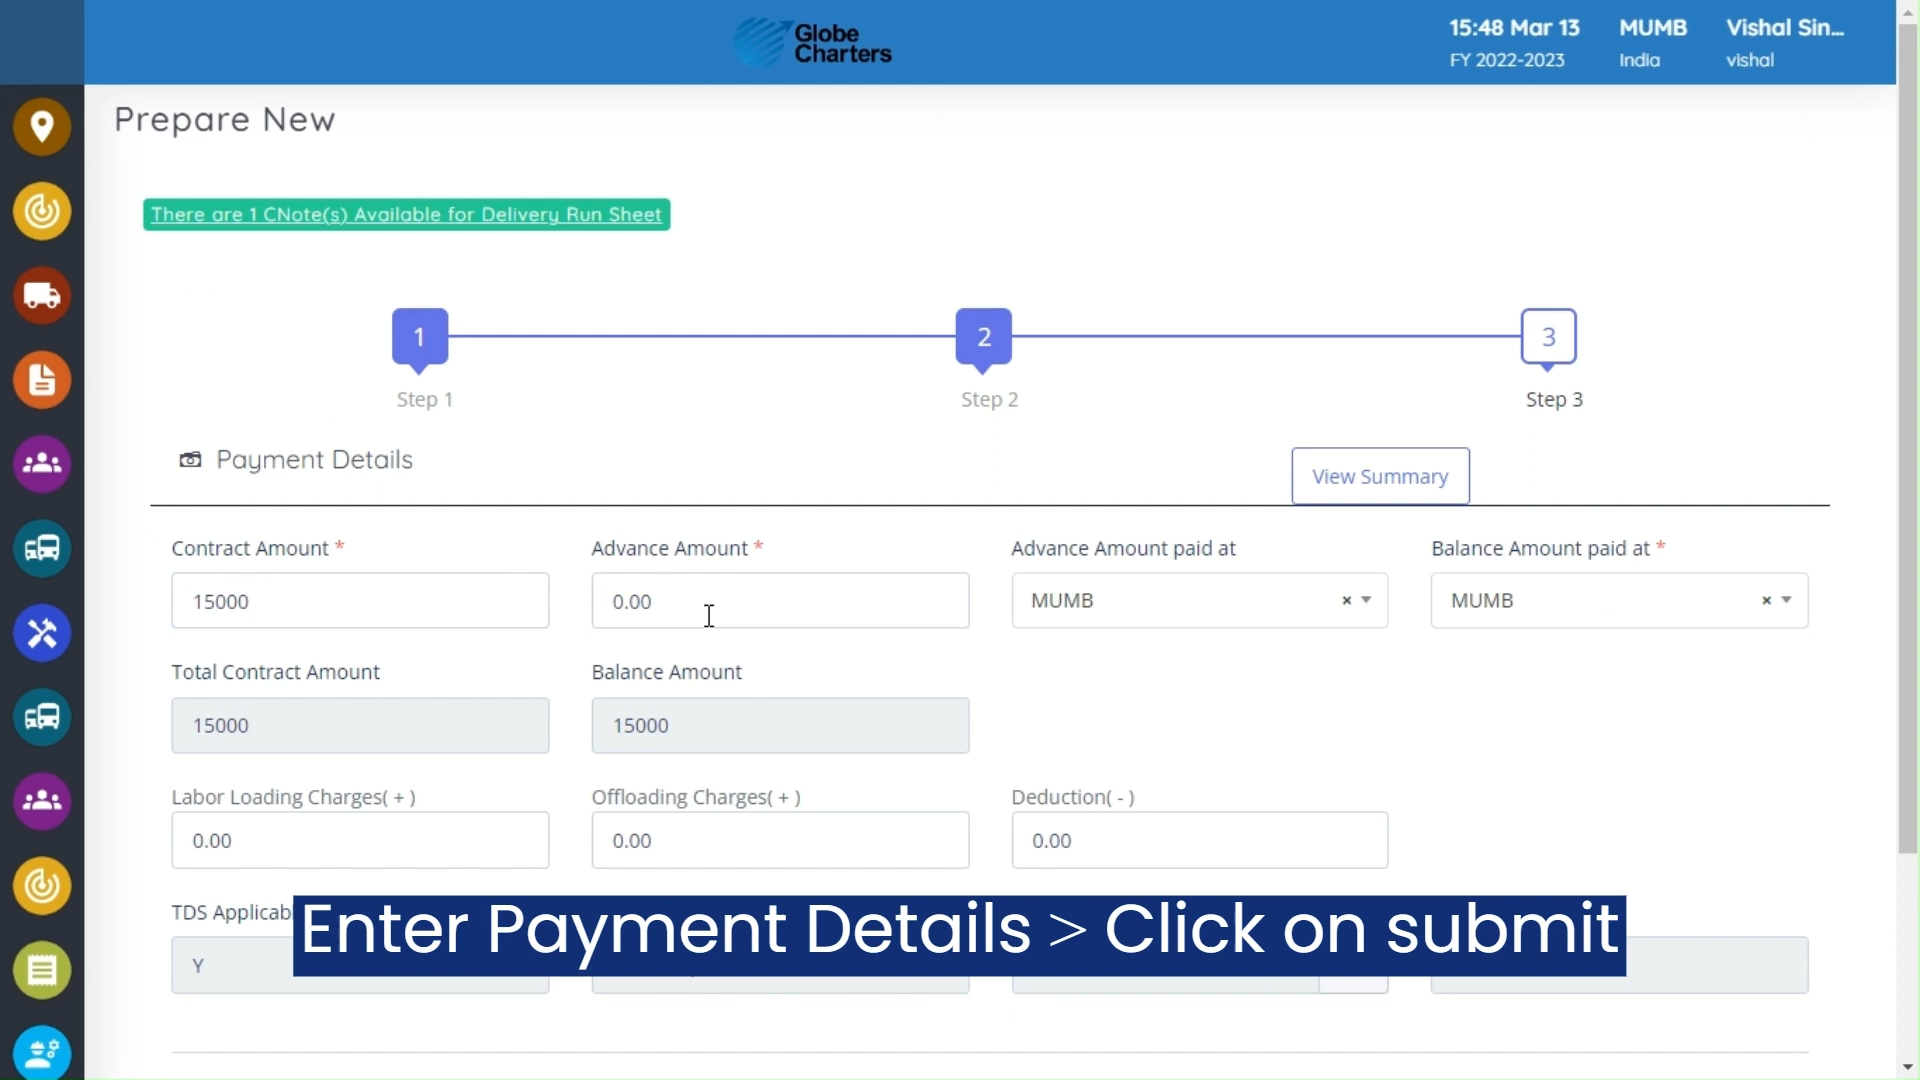 Globe
Charters
15:48 Mar 13
FY 2022-2023
MUMB
India
Vishal Sin...
vishal
Prepare New
There are 1 CNote(s) Available for Delivery Run Sheet
1
2
3
Step 1
Step 2
Step 3
Payment Details
View Summary
Contract Amount *
Advance Amount *
Advance Amount paid at
Balance Amount paid at *
15000
0.00
MUMB × 
MUMB ×
Total Contract Amount
Balance Amount
15000
15000
Labor Loading Charges( + )
Offloading Charges( + )
Deduction( - )
0.00
0.00
0.00
TDS
Y
Enter Payment Details > Click on submit